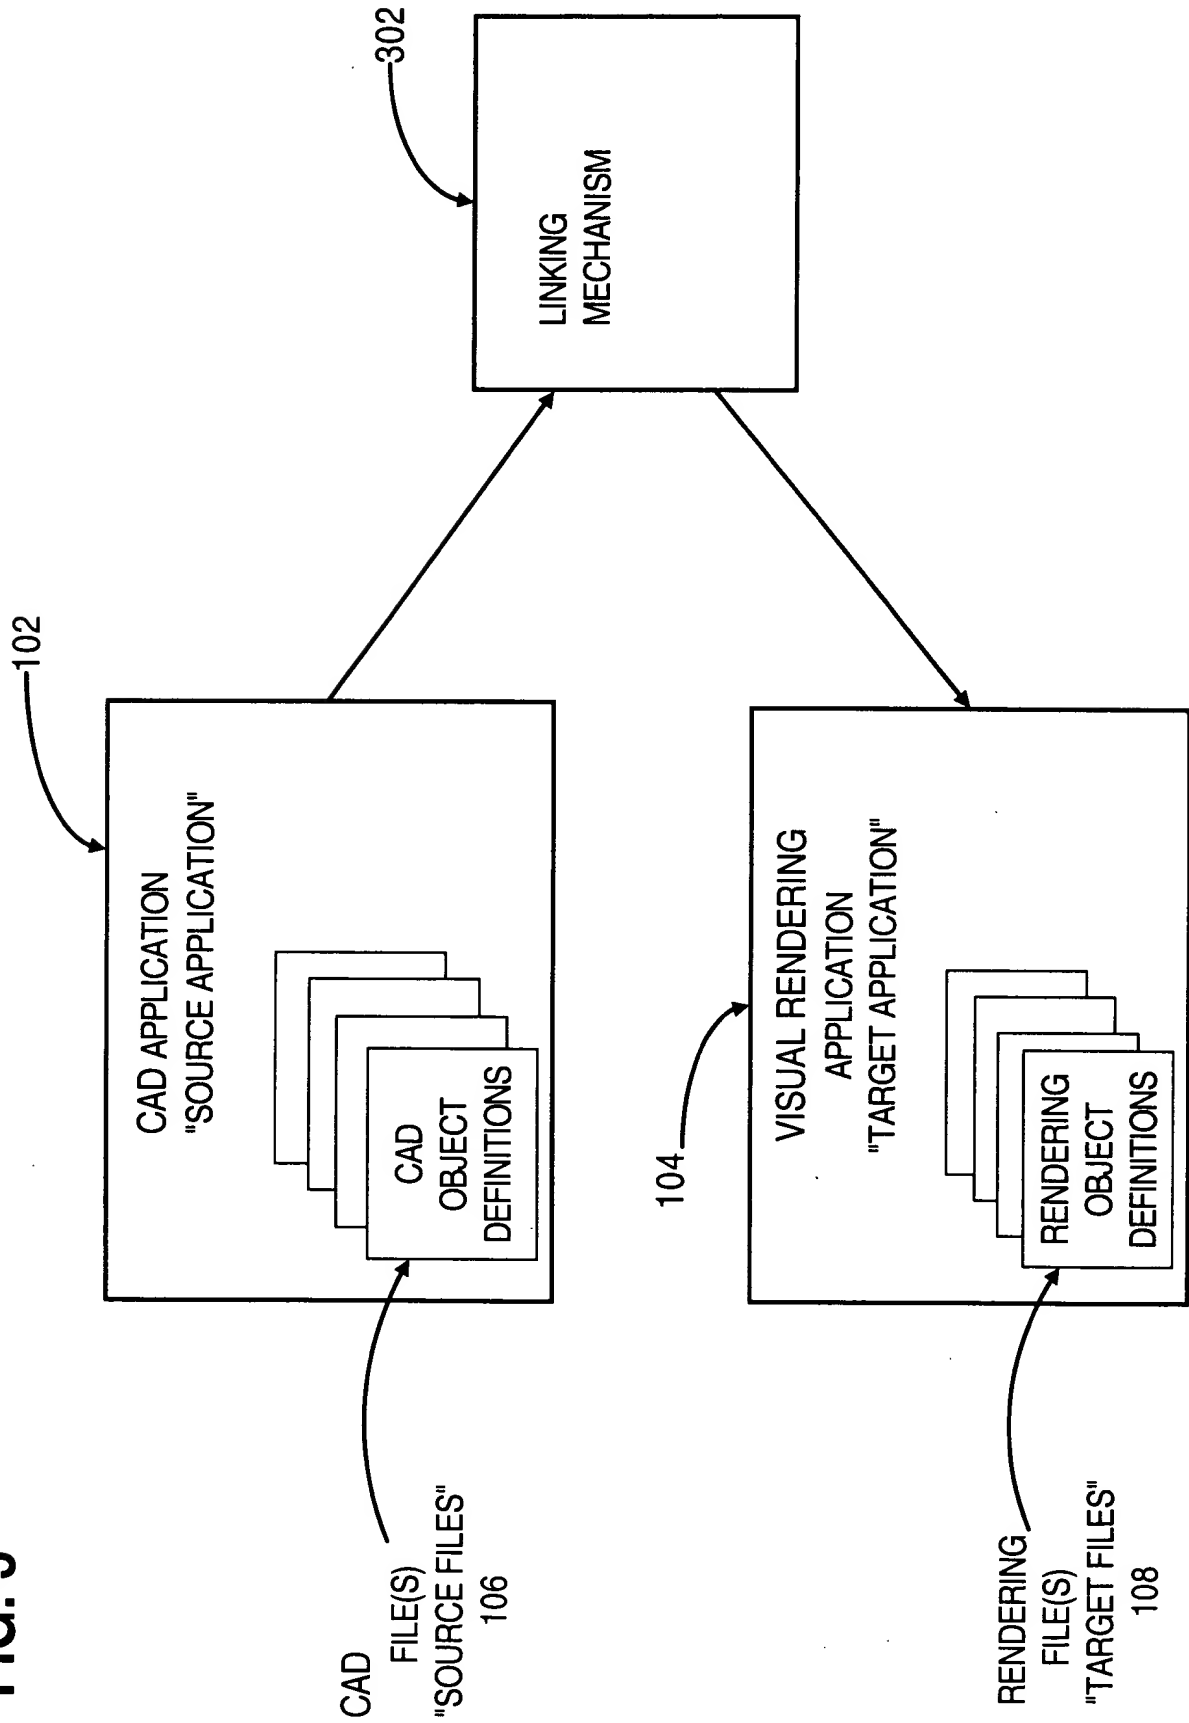 FIG. 3
302
LINKING
MECHANISM
102
CAD APPLICATION
"SOURCE APPLICATION"
CAD
OBJECT
DEFINITIONS
CAD
FILE(S)
"SOURCE FILES"
106
104
VISUAL RENDERING
APPLICATION
"TARGET APPLICATION"
RENDERING
OBJECT
DEFINITIONS
RENDERING
FILE(S)
"TARGET FILES"
108